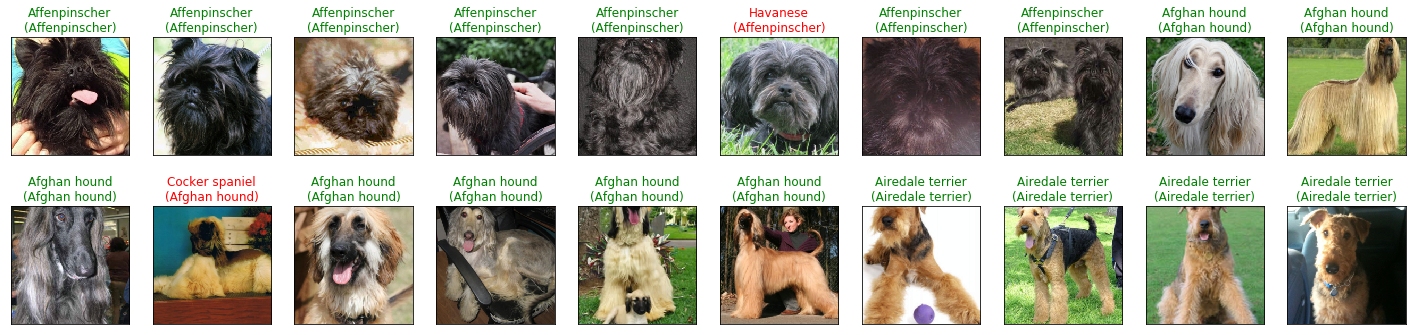 Affenpinscher
(Affenpinscher)
Affenpinscher
(Affenpinscher)
Affenpinscher
(Affenpinscher)
Affenpinscher
(Affenpinscher)
Affenpinscher
(Affenpinscher)
Havanese
(Affenpinscher)
Affenpinscher
(Affenpinscher)
Affenpinscher
(Affenpinscher)
Afghan hound
(Afghan hound)
Afghan hound
(Afghan hound)
Afghan hound
(Afghan hound)
Cocker spaniel
(Afghan hound)
Afghan hound
(Afghan hound)
Afghan hound
(Afghan hound)
Afghan hound
(Afghan hound)
Afghan hound
(Afghan hound)
Airedale terrier
(Airedale terrier)
Airedale terrier
(Airedale terrier)
Airedale terrier
(Airedale terrier)
Airedale terrier
(Airedale terrier)